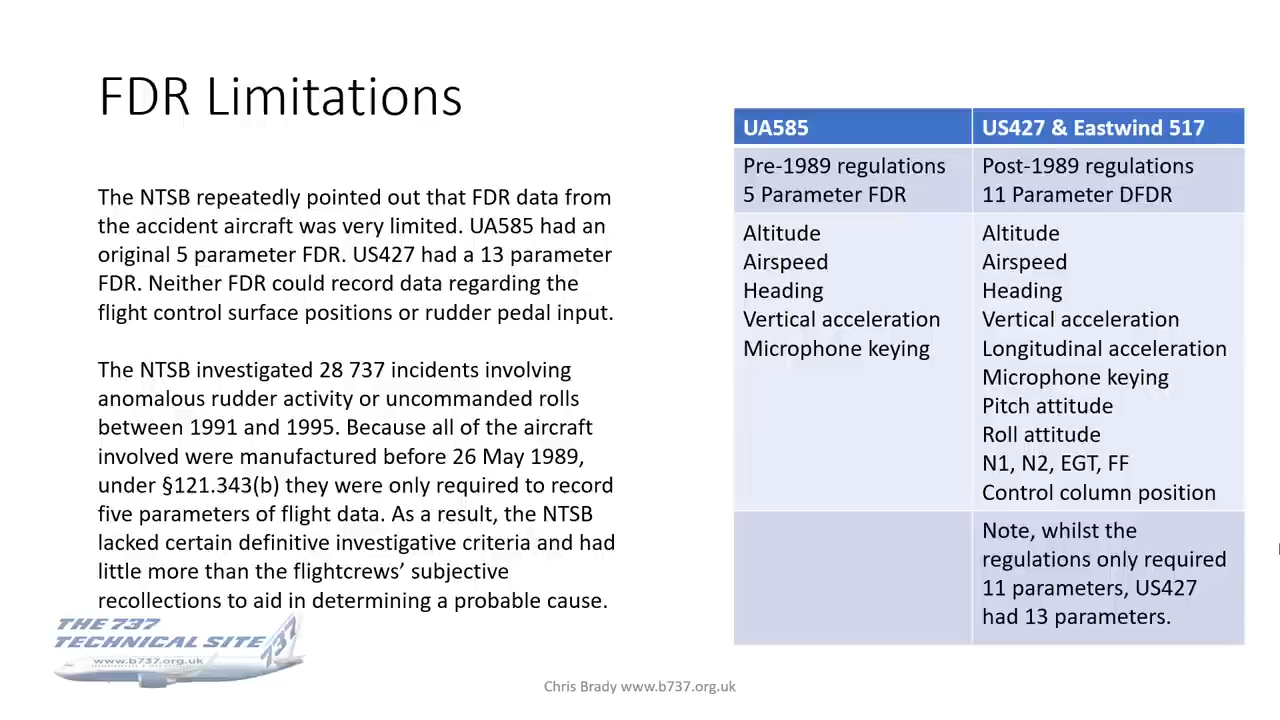 FDR Limitations
The NTSB repeatedly pointed out that FDR data from
the accident aircraft was very limited. UA585 had an
original 5 parameter FDR. US427 had a 13 parameter
FDR. Neither FDR could record data regarding the
flight control surface positions or rudder pedal input.
The NTSB investigated 28 737 incidents involving
anomalous rudder activity or uncommanded rolls
between 1991 and 1995. Because all of the aircraft
involved were manufactured before 26 May 1989,
under §121.343(b) they were only required to record
five parameters of flight data. As a result, the NTSB
lacked certain definitive investigative criteria and had
little more than the flightcrews’ subjective
recollections to aid in determining a probable cause.
UA585
US427 & Eastwind 517
Pre-1989 regulations
5 Parameter FDR
Post-1989 regulations
11 Parameter DFDR
Altitude
Airspeed
Heading
Vertical acceleration
Microphone keying
Altitude
Airspeed
Heading
Vertical acceleration
Longitudinal acceleration
Microphone keying
Pitch attitude
Roll attitude
N1, N2, EGT, FF
Control column position
Note, whilst the
regulations only required
11 parameters, US427
had 13 parameters.
THE 737
TECHNICAL SITE
www.b737.org.uk
737
Chris Brady www.b737.org.uk